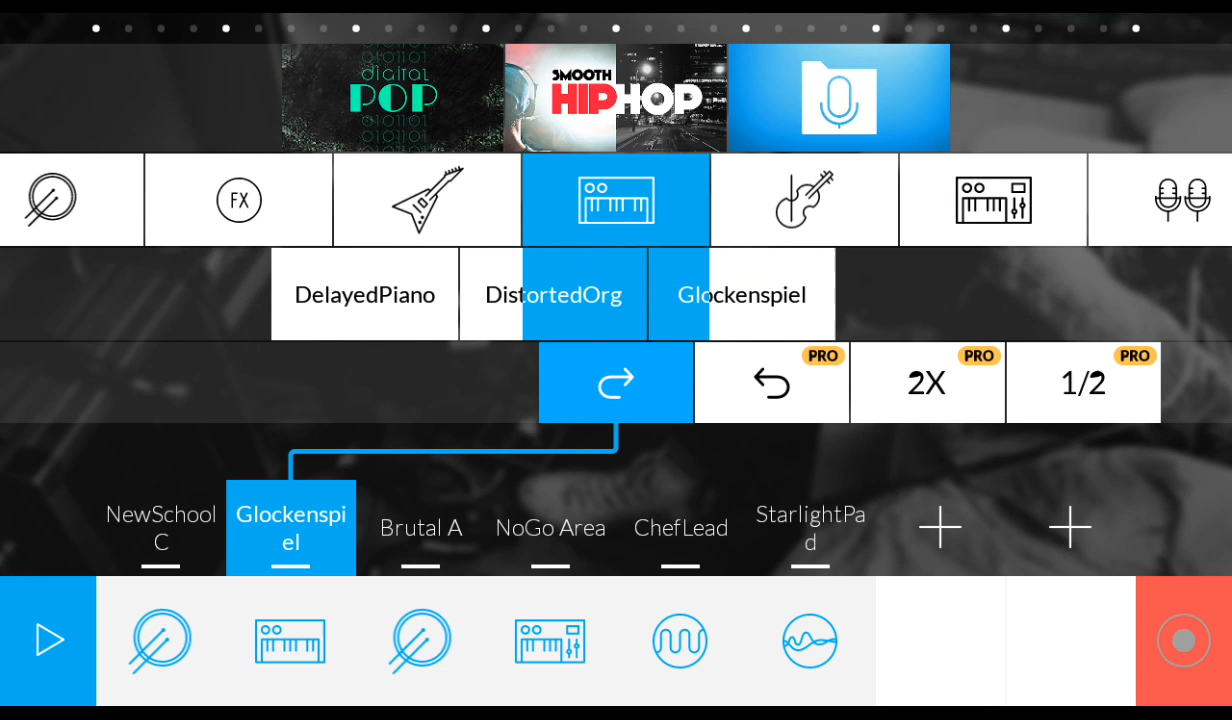 digital
POP
SMOOTH
HIPHOP
FX
DelayedPiano
DistortedOrg
Glockenspiel
PRO
PRO
PRO
2X
1/2
NewSchool
C
Glockenspi
el
Brutal A
NoGo Area
ChefLead
StarlightPa
d